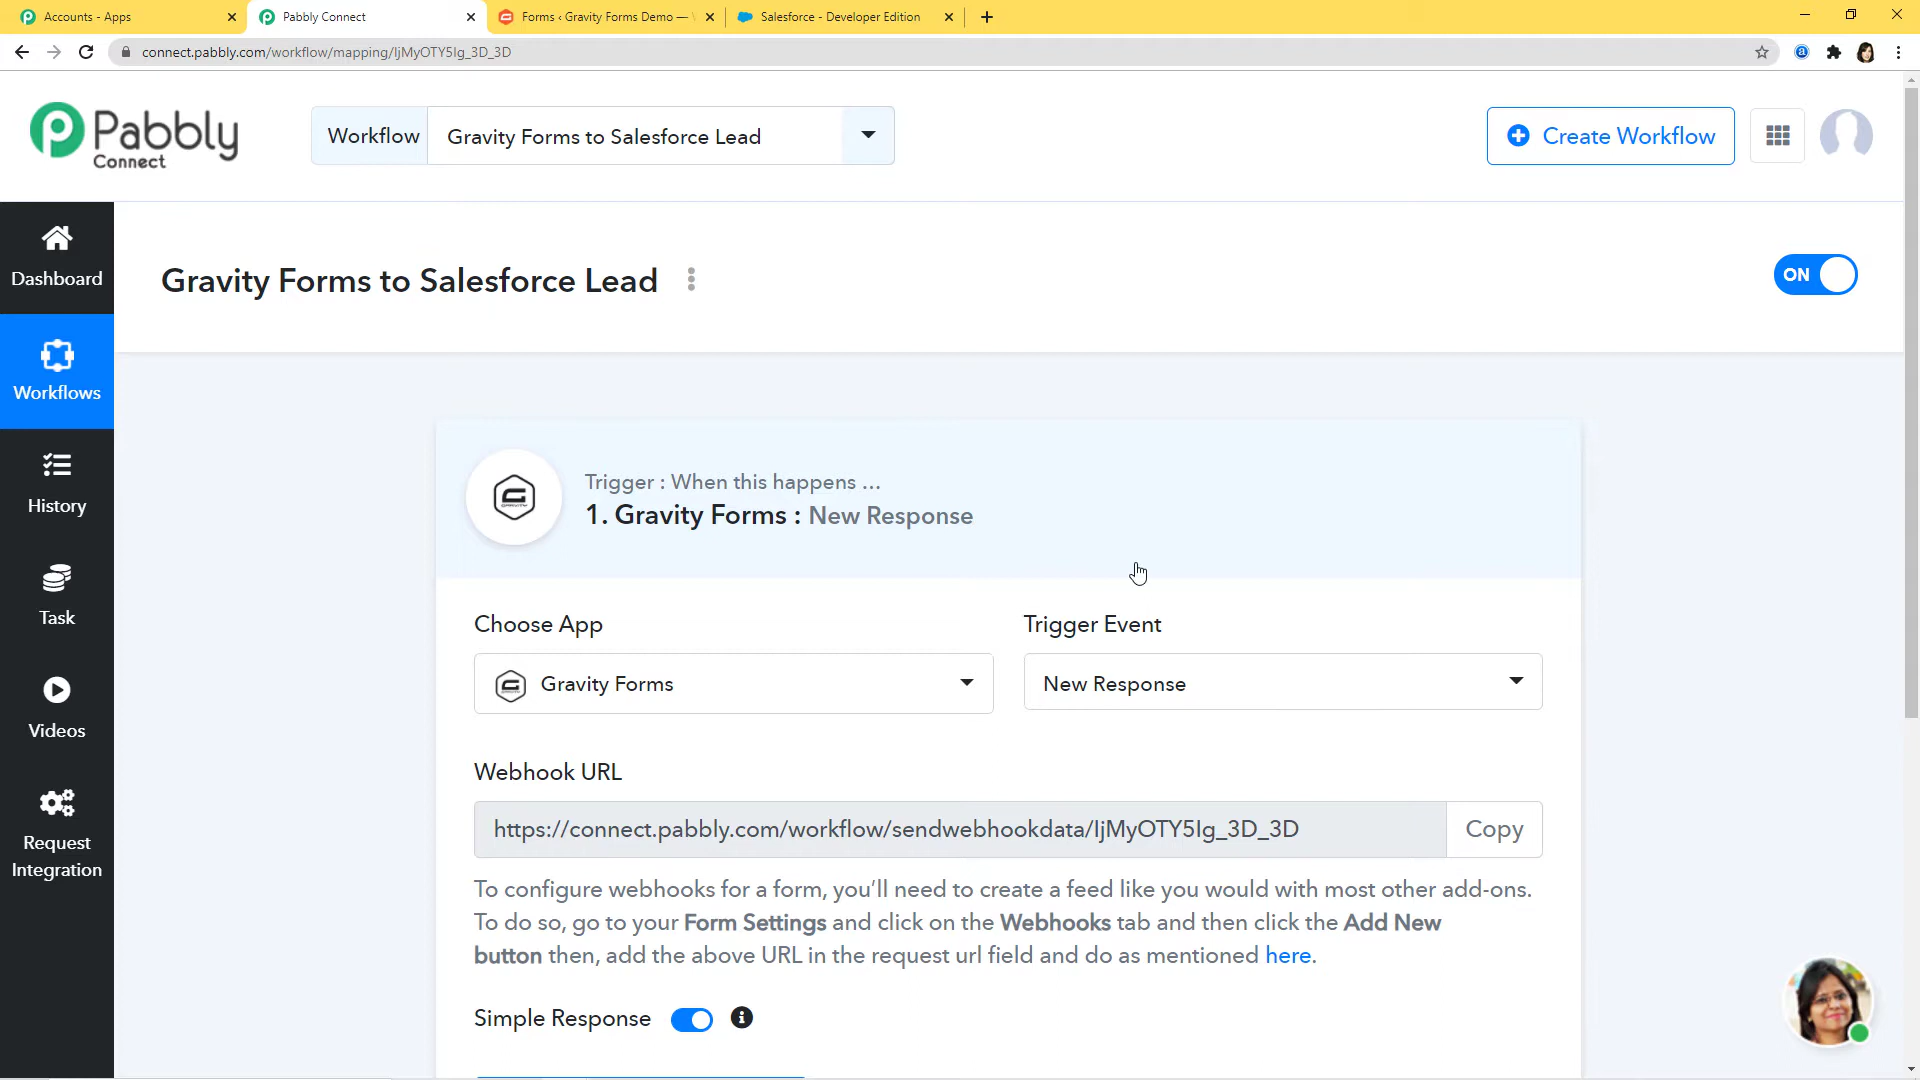 Accounts - Apps
Pabbly Connect
Forms ‹ Gravity Forms Demo —
Salesforce - Developer Edition
connect.pabbly.com/workflow/mapping/IjMyOTY5Ig_3D_3D
Pabbly
Connect
Workflow
Gravity Forms to Salesforce Lead
Create Workflow
Dashboard
Workflows
History
Task
Videos
Request
Integration
Gravity Forms to Salesforce Lead
ON
Trigger : When this happens ...
1. Gravity Forms : New Response
Choose App
Trigger Event
Gravity Forms
New Response
Webhook URL
https://connect.pabbly.com/workflow/sendwebhookdata/IjMyOTY5Ig_3D_3D
Copy
To configure webhooks for a form, you'll need to create a feed like you would with most other add-ons.
To do so, go to your Form Settings and click on the Webhooks tab and then click the Add New
button then, add the above URL in the request url field and do as mentioned here.
Simple Response